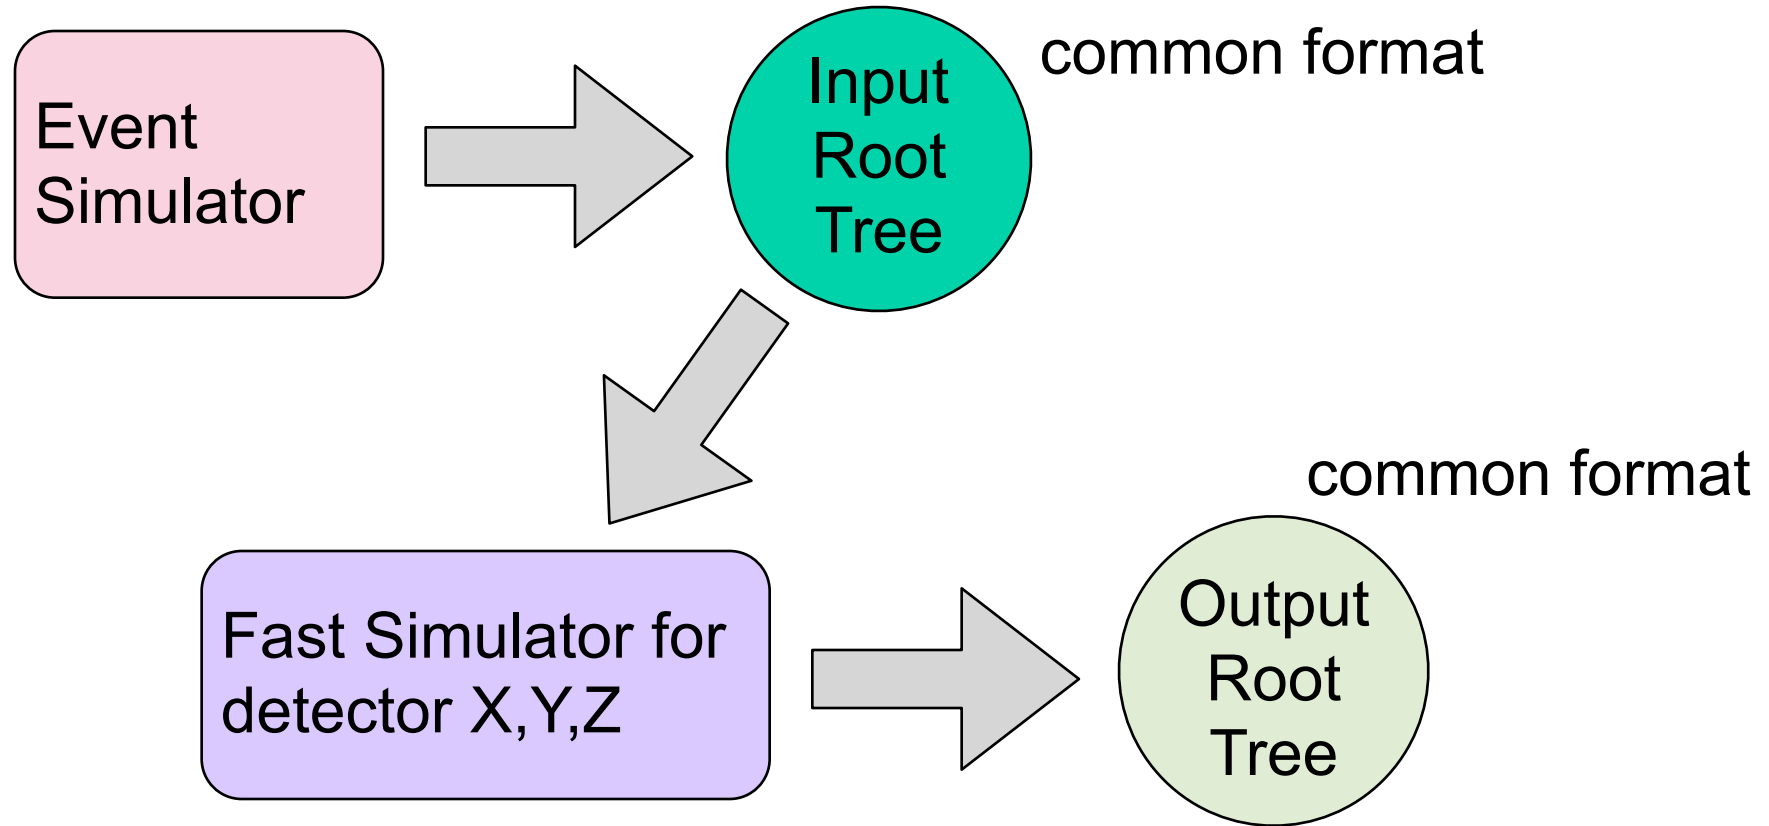 Event
Simulator
Input
Root
Tree
common format
Fast Simulator for
detector X,Y,Z
common format
Output
Root
Tree